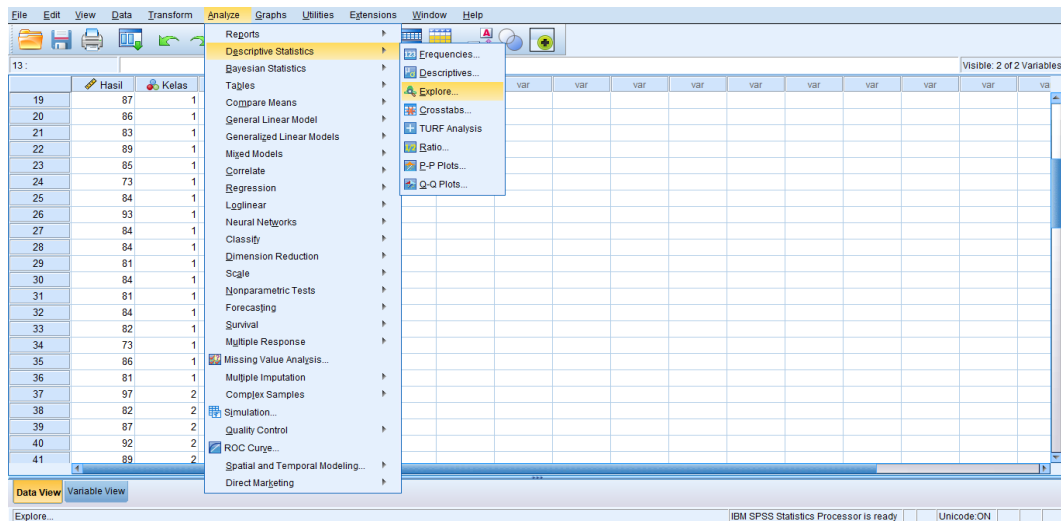 File Edit View Data Transform Analyze Graphs Utilities Extensions Window Help
13 :
Visible: 2 of 2 Variables
Hasil Kelas var var var var var var var va
19 87 1
20 86 1
21 83 1
22 89 1
23 85 1
24 73 1
25 84 1
26 93 1
27 84 1
28 84 1
29 81 1
30 84 1
31 81 1
32 84 1
33 82 1
34 73 1
35 86 1
36 81 1
37 97 2
38 82 2
39 87 2
40 92 2
41 89 2
Reports
Descriptive Statistics
Bayesian Statistics
Tables
Compare Means
General Linear Model
Generalized Linear Models
Mixed Models
Correlate
Regression
Loglinear
Neural Networks
Classify
Dimension Reduction
Scale
Nonparametric Tests
Forecasting
Survival
Multiple Response
Missing Value Analysis...
Multiple Imputation
Complex Samples
Simulation...
Quality Control
ROC Curve...
Spatial and Temporal Modeling...
Direct Marketing
Frequencies...
Descriptives...
Explore...
Crosstabs...
TURF Analysis
Ratio...
P-P Plots...
Q-Q Plots...
Data View Variable View
Explore...
IBM SPSS Statistics Processor is ready
Unicode:ON